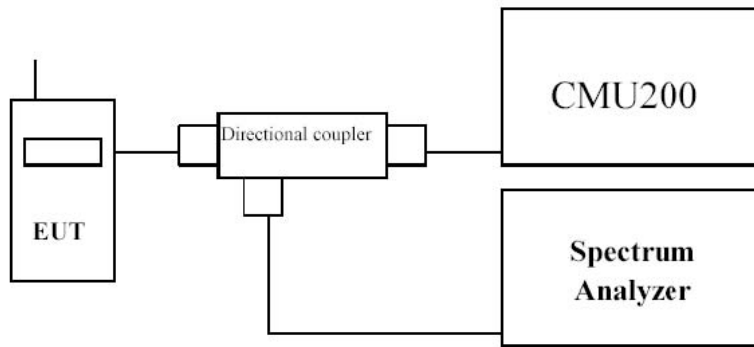 CMU200
Directional coupler
EUT
Spectrum
Analyzer